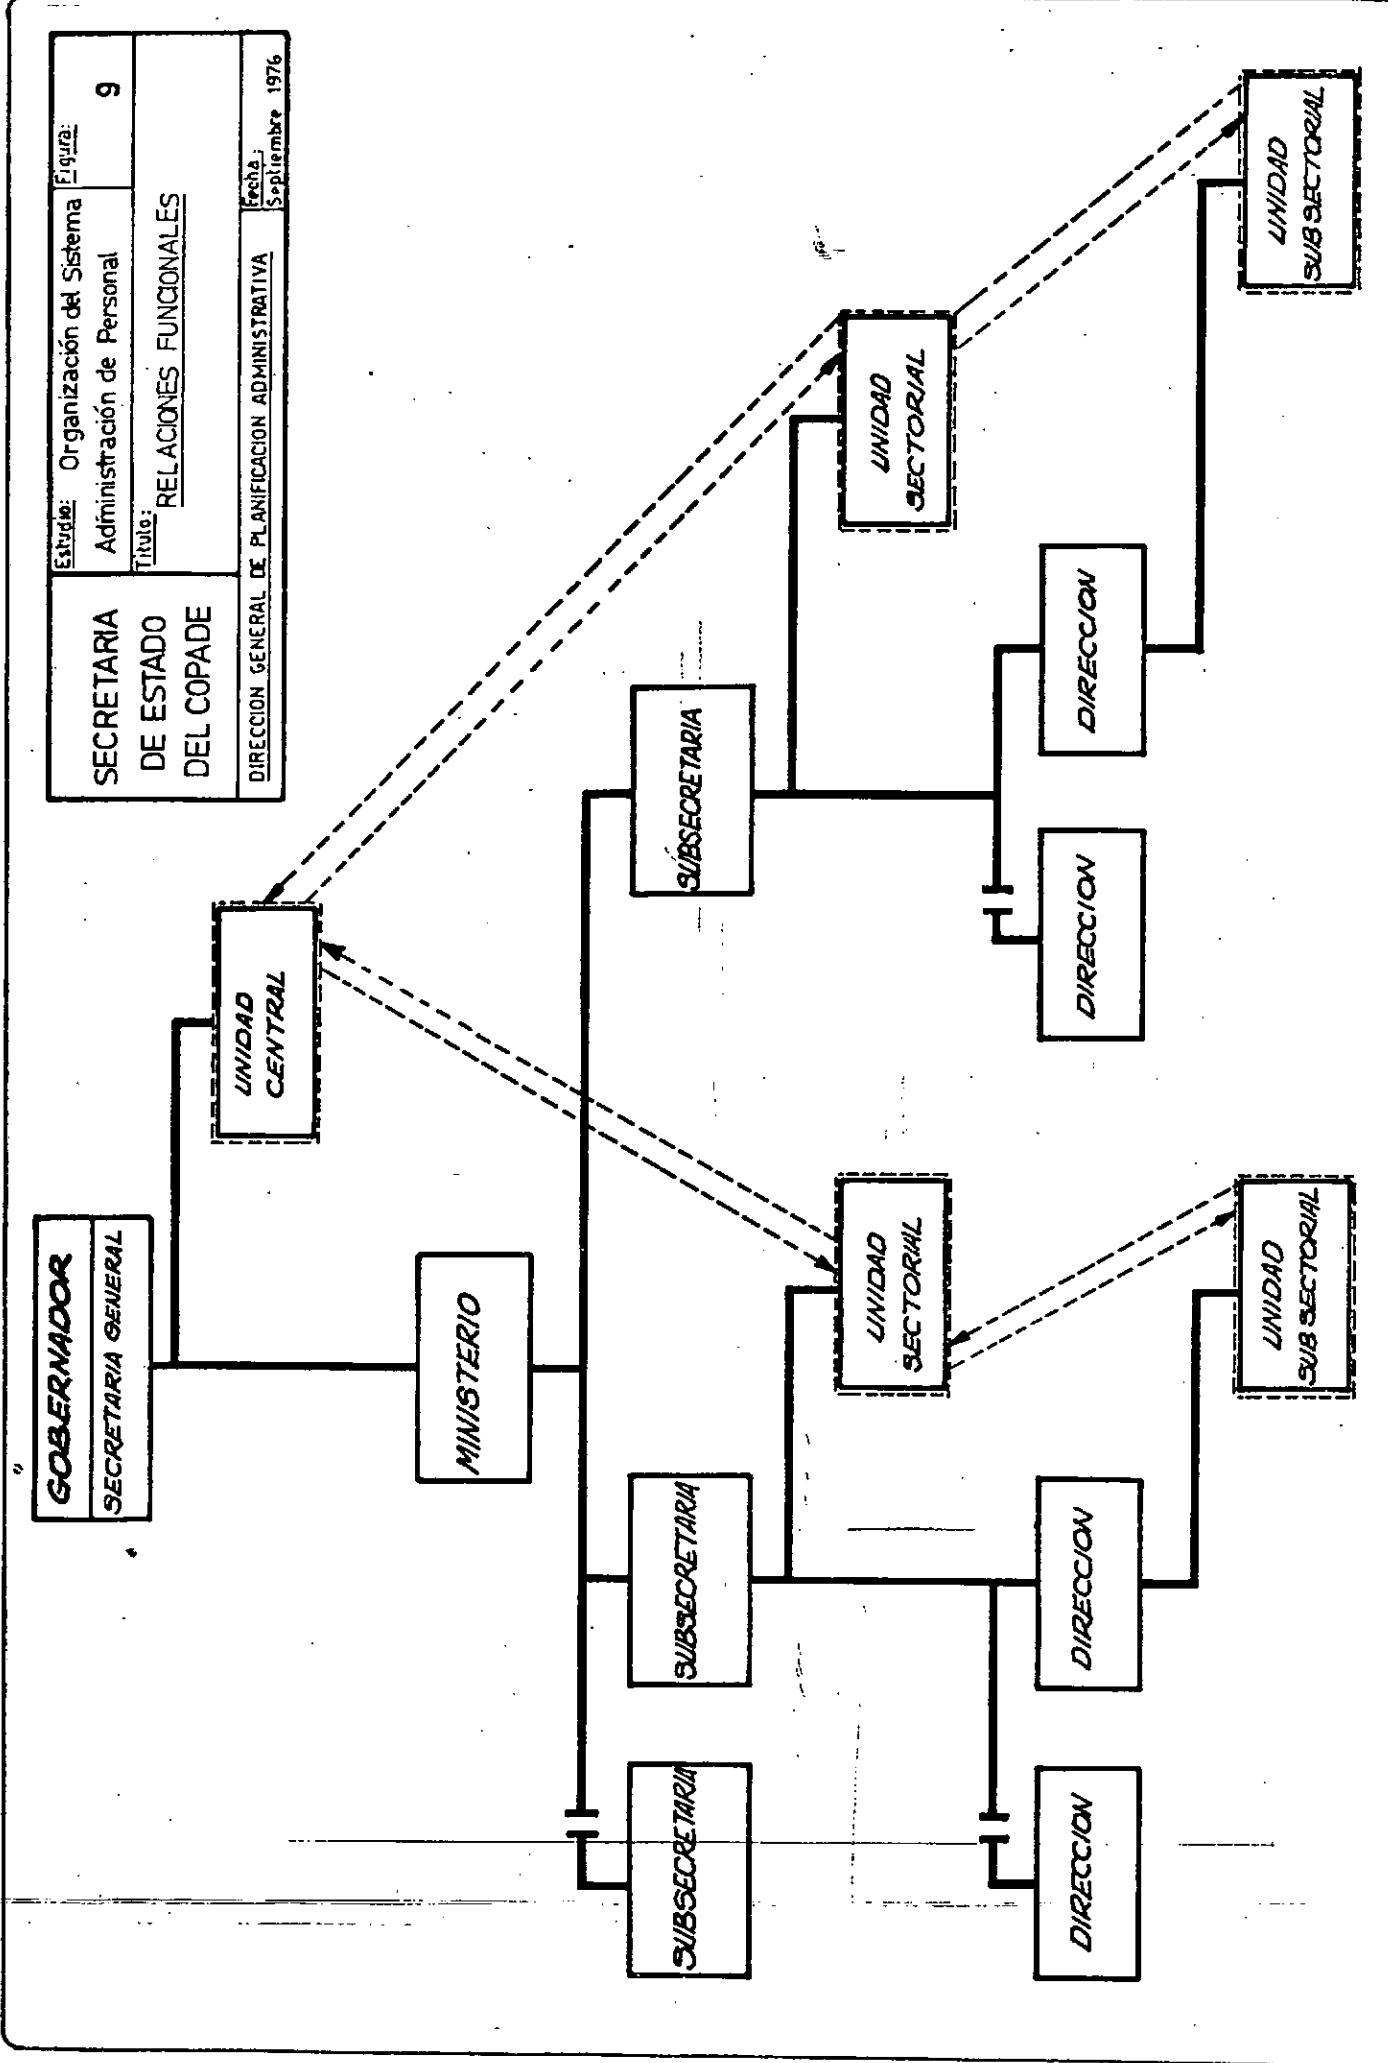 SECRETARIA
DE ESTADO
DEL COPADE
Estudio: Organización del Sistema
Administración de Personal
Figura:
9
Titulo:
RELACIONES FUNCIONALES
DIRECCION GENERAL DE PLANIFICACION ADMINISTRATIVA
Fecha:
Septiembre 1976
GOBERNADOR
SECRETARIA GENERAL
UNIDAD
CENTRAL
MINISTERIO
SUBSECRETARIA
SUBSECRETARIA
SUBSECRETARIA
UNIDAD
SECTORIAL
UNIDAD
SECTORIAL
DIRECCION
DIRECCION
DIRECCION
DIRECCION
UNIDAD
SUB SECTORIAL
UNIDAD
SUB SECTORIAL